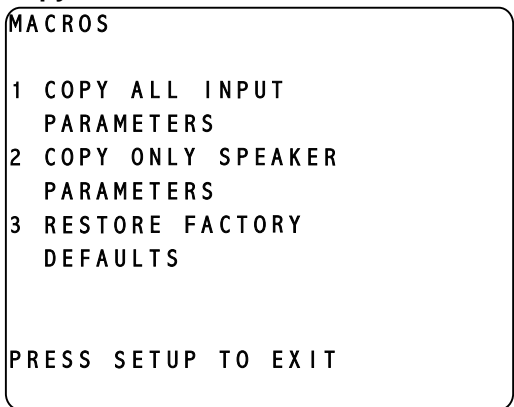 MACROS
1 COPY ALL INPUT
PARAMETERS
2 COPY ONLY SPEAKER
PARAMETERS
3 RESTORE FACTORY
DEFAULTS
PRESS SETUP TO EXIT